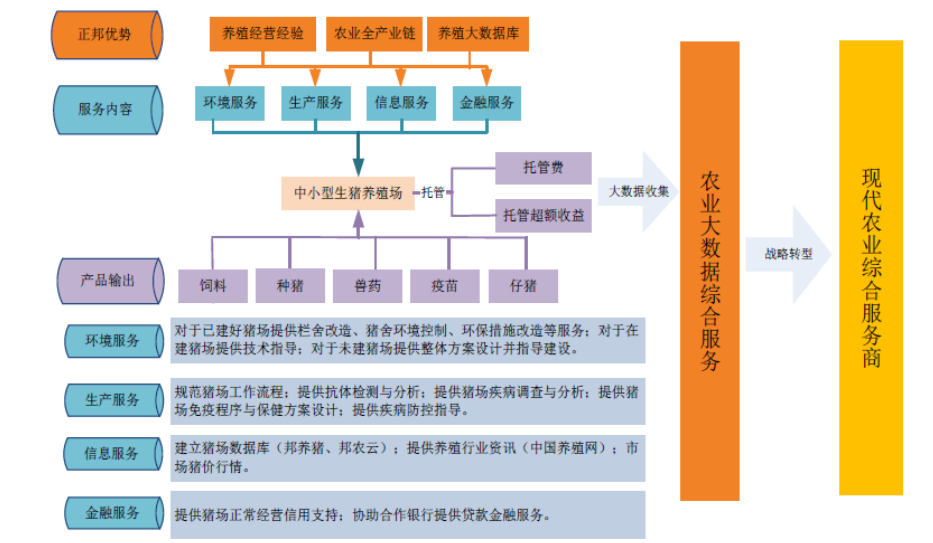 正邦优势
养殖经营经验
农业全产业链
养殖大数据库
服务内容
环境服务
生产服务
信息服务
金融服务
中小型生猪养殖场
托管
托管费
托管超额收益
大数据收集
农业大数据综合服务
战略转型
现代农业综合服务商
产品输出
饲料
种猪
兽药
疫苗
仔猪
环境服务
对于已建好猪场提供栏舍改造、猪舍环境控制、环保措施改造等服务；对于在
建猪场提供技术指导；对于未建猪场提供整体方案设计并指导建设。
生产服务
规范猪场工作流程；提供抗体检测与分析；提供猪场疾病调查与分析；提供猪
场免疫程序与保健方案设计；提供疾病防控指导。
信息服务
建立猪场数据库（邦养猪、邦农云）；提供养殖行业资讯（中国养殖网）；市
场猪价行情。
金融服务
提供猪场正常经营信用支持；协助合作银行提供贷款金融服务。